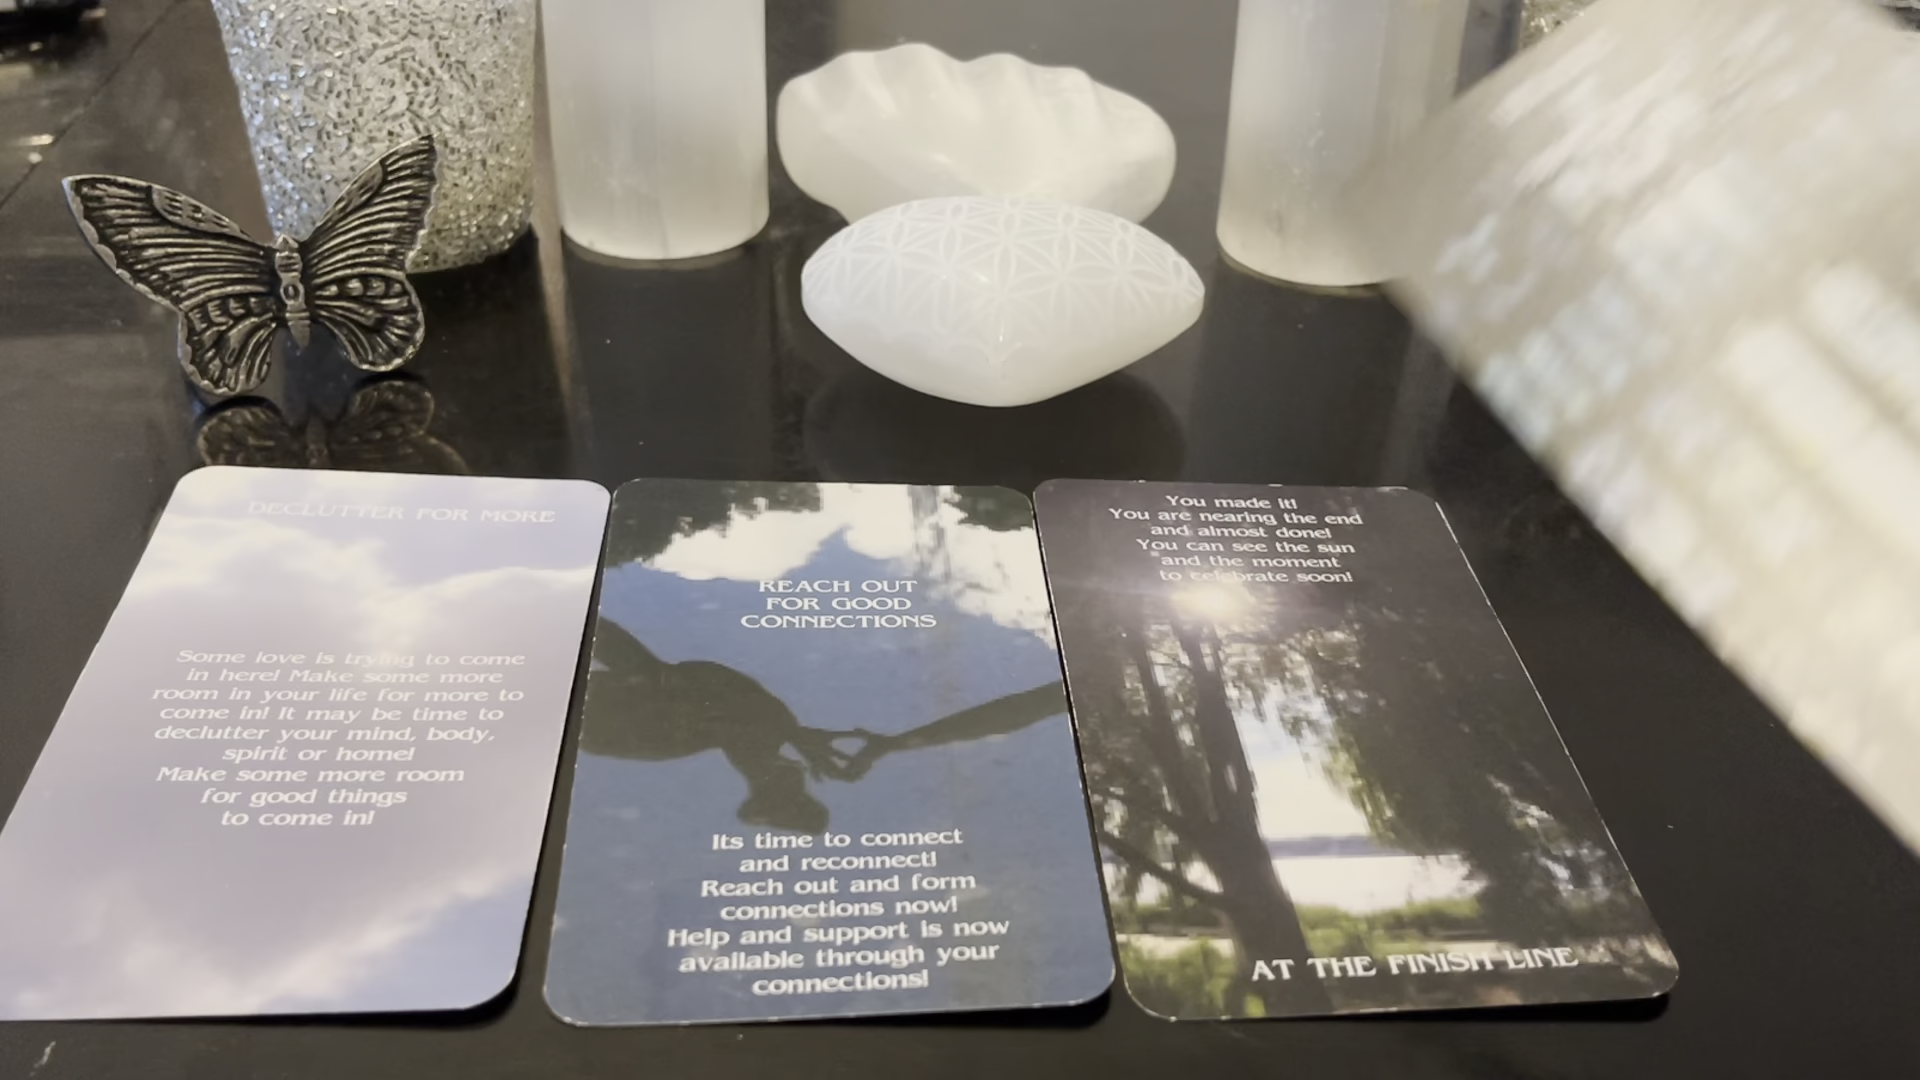 DECLUTTER FOR MORE
Some love is trying to come
in here! Make some more
room in your life for more to
come in! It may be time to
declutter your mind, body,
spirit or home!
Make some more room
for good things
to come in!
REACH OUT
FOR GOOD
CONNECTIONS
Its time to connect
and reconnect!
Reach out and form
connections now!
Help and support is now
available through your
connections!
You made it!
You are nearing the end
and almost done!
You can see the sun
and the moment
to celebrate soon!
AT THE FINISH LINE